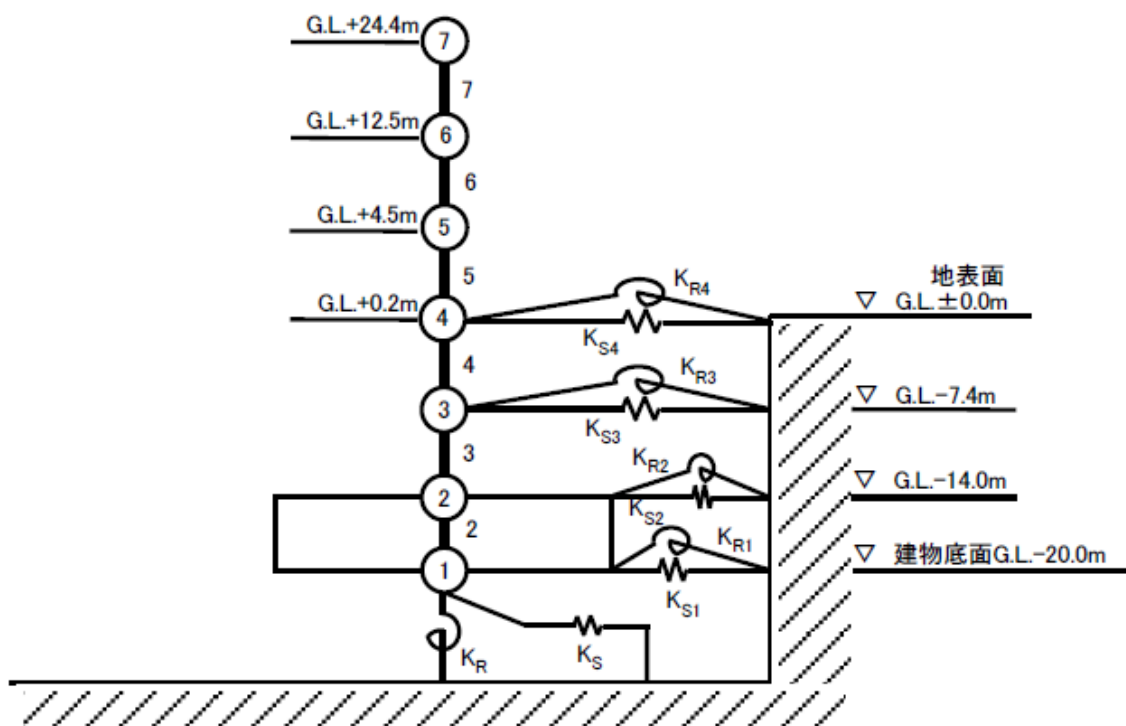 G.L.+24.4m
7
7
G.L.+12.5m
6
6
G.L.+4.5m
5
5
地表面
G.L.+0.2m
4
K_R4
▽ G.L.±0.0m
K_S4
4
K_R3
3
▽ G.L.-7.4m
K_S3
3
K_R2
2
▽ G.L.-14.0m
K_S2
2
K_R1
1
▽ 建物底面G.L.-20.0m
K_S1
K_R
K_S